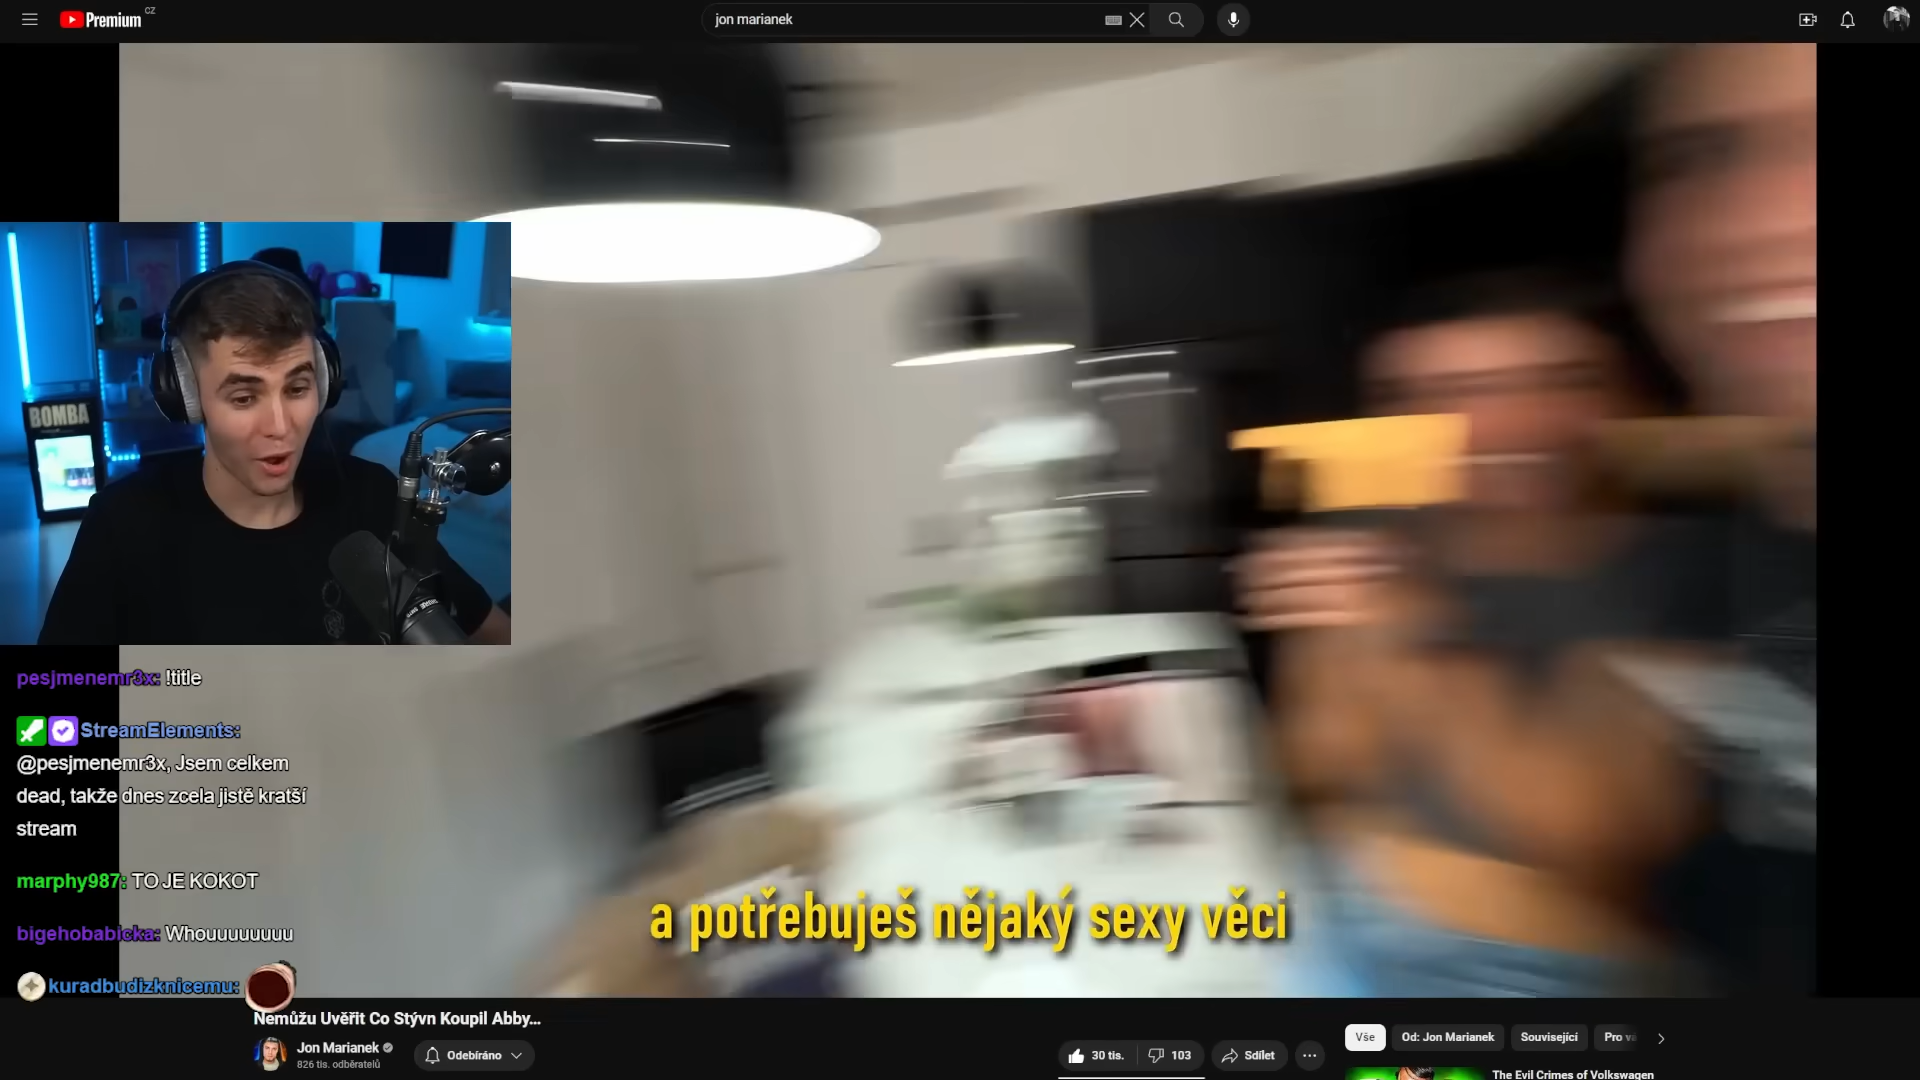 Premium CZ
jon marianek
BOMBA
pesjmenemr3x: !title
StreamElements:
@pesjmenemr3x, Jsem celkem
dead, takže dnes zcela jistě kratší
stream
marphy987: TO JE KOKOT
bigehobabicka: Whouuuuuuuu
kuradbudizknicemu:
a potřebuješ nějaký sexy věci
Nemůžu Uvěřit Co Stývn Koupil Abby...
Jon Marianek
826 tis. odběratelů
Odebíráno
30 tis.
103
Sdílet
Vše
Od: Jon Marianek
Související
Pro
The Evil Crimes of Volkswagen